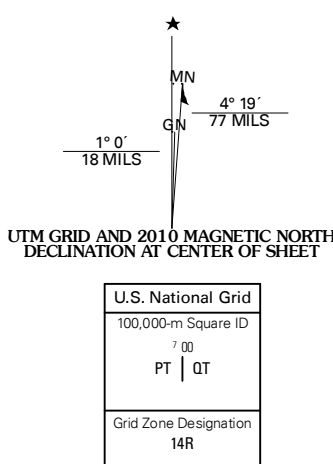 MN
4° 19´
77 MILS
GN
1° 0´
18 MILS
UTM GRID AND 2010 MAGNETIC NORTH
DECLINATION AT CENTER OF SHEET
U.S. National Grid
100,000-m Square ID
7 00
PT QT
Grid Zone Designation
14R